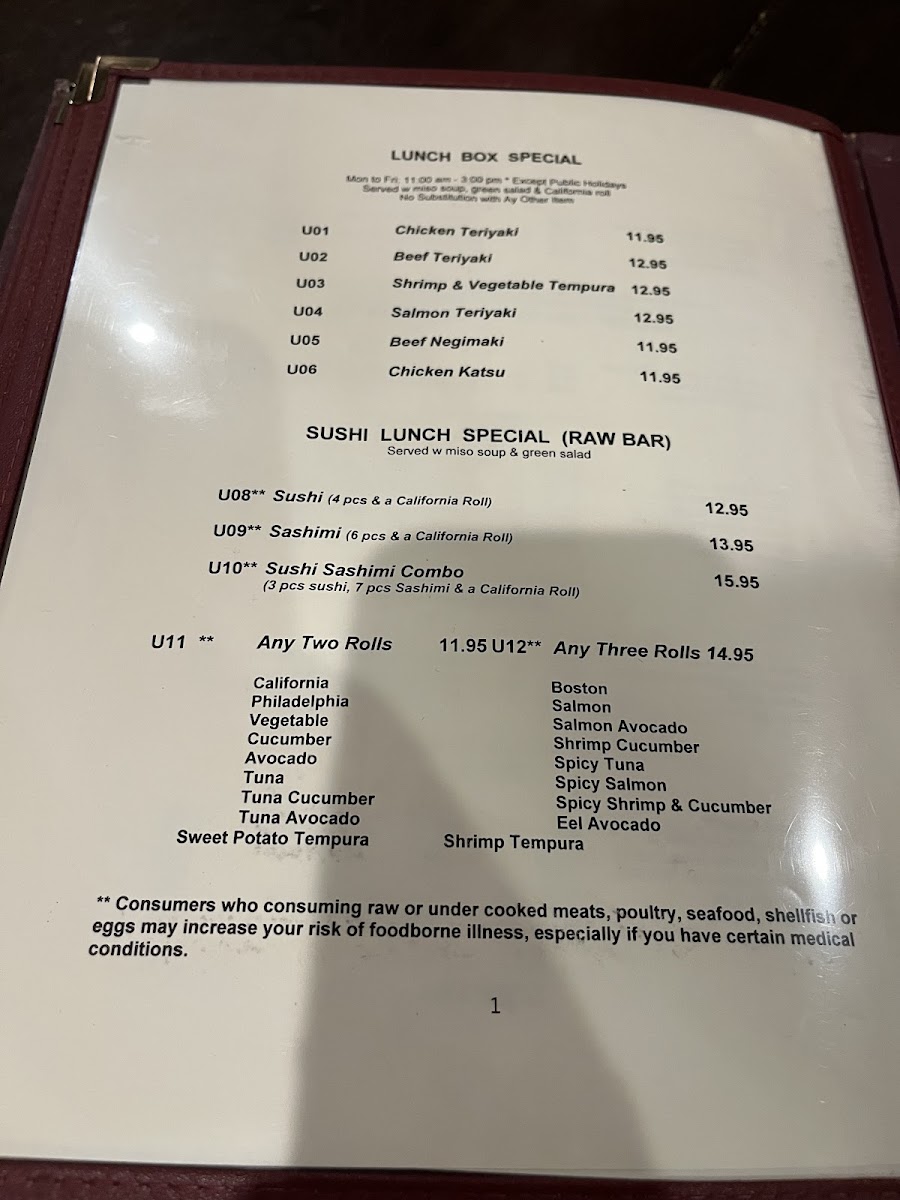 LUNCH BOX SPECIAL
Mon to Fri: 11:00 am - 3:00 pm * Except Public Holidays
Served w miso soup, green salad & California roll
No Substitution with Ay Other Item
U01 Chicken Teriyaki 11.95
U02 Beef Teriyaki 12.95
U03 Shrimp & Vegetable Tempura 12.95
U04 Salmon Teriyaki 12.95
U05 Beef Negimaki 11.95
U06 Chicken Katsu 11.95
SUSHI LUNCH SPECIAL (RAW BAR)
Served w miso soup & green salad
U08** Sushi (4 pcs & a California Roll) 12.95
U09** Sashimi (6 pcs & a California Roll) 13.95
U10** Sushi Sashimi Combo 15.95
(3 pcs sushi, 7 pcs Sashimi & a California Roll)
U11 ** Any Two Rolls 11.95 U12** Any Three Rolls 14.95
California Boston
Philadelphia Salmon
Vegetable Salmon Avocado
Cucumber Shrimp Cucumber
Avocado Spicy Tuna
Tuna Spicy Salmon
Tuna Cucumber Spicy Shrimp & Cucumber
Tuna Avocado Eel Avocado
Sweet Potato Tempura Shrimp Tempura
** Consumers who consuming raw or under cooked meats, poultry, seafood, shellfish or
eggs may increase your risk of foodborne illness, especially if you have certain medical
conditions.
1